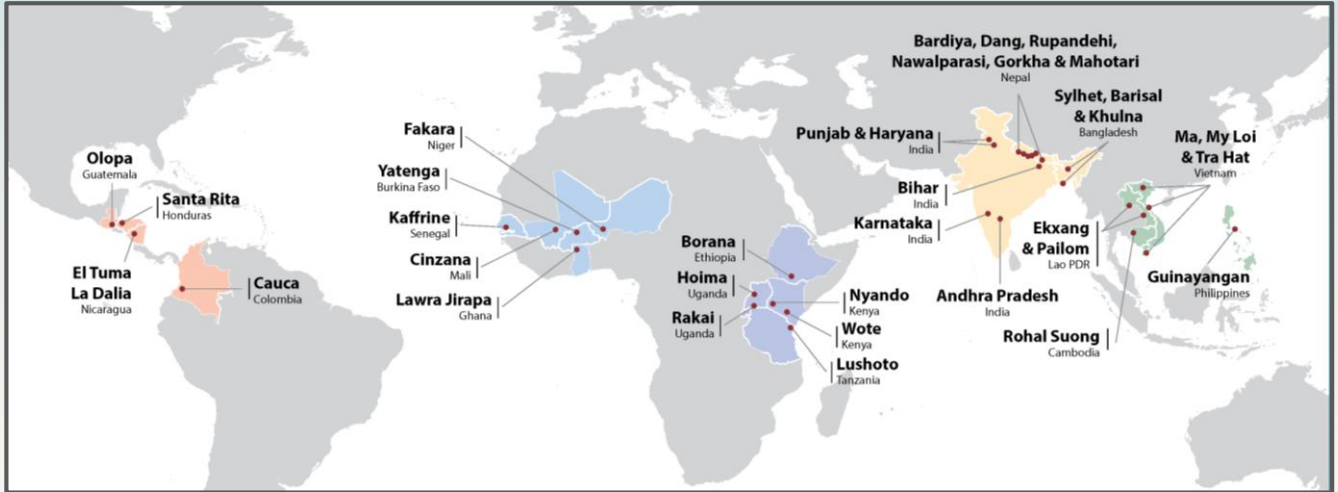 Olopa
Guatemala
Santa Rita
Honduras
El Tuma
La Dalia
Nicaragua
Cauca
Colombia
Fakara
Niger
Yatenga
Burkina Faso
Kaffrine
Senegal
Cinzana
Mali
Lawra Jirapa
Ghana
Borana
Ethiopia
Hoima
Uganda
Rakai
Uganda
Nyando
Kenya
Wote
Kenya
Lushoto
Tanzania
Bardiya, Dang, Rupandehi,
Nawalparasi, Gorkha & Mahotari
Nepal
Punjab & Haryana
India
Bihar
India
Karnataka
India
Andhra Pradesh
India
Sylhet, Barisal
& Khulna
Bangladesh
Ma, My Loi
& Tra Hat
Vietnam
Ekxang
& Pailom
Lao PDR
Rohal Suong
Cambodia
Guinayangan
Philippines